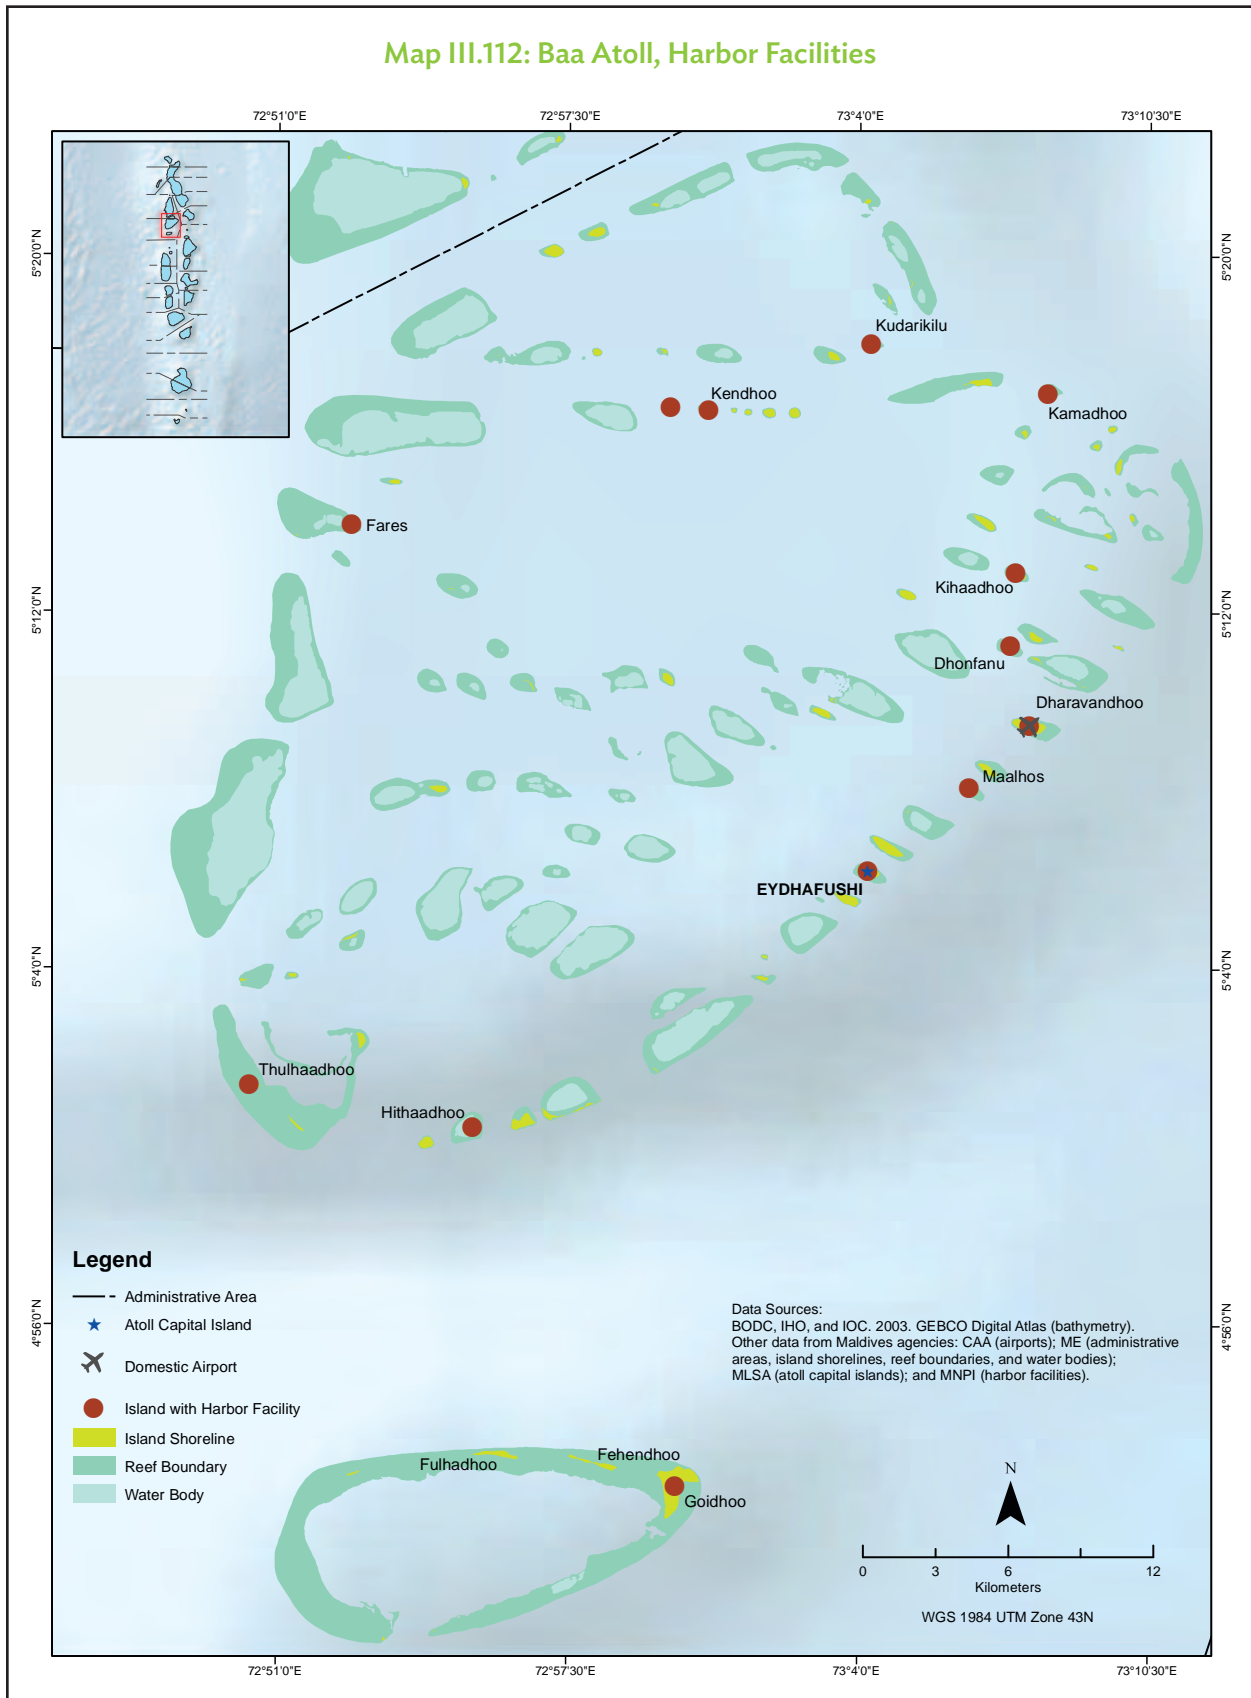 Map III.112: Baa Atoll, Harbor Facilities
72°51'0"E
72°57'30"E
73°4'0"E
73°10'30"E
5°20'0"N
5°20'0"N
Kudarikilu
Kendhoo
Kamadhoo
Fares
Kihaadhoo
5°12'0"N
5°12'0"N
Dhonfanu
Dharavandhoo
Maalhos
EYDHAFUSHI
5°4'0"N
5°4'0"N
Thulhaadhoo
Hithaadhoo
Legend
Administrative Area
Atoll Capital Island
Domestic Airport
Island with Harbor Facility
Island Shoreline
Reef Boundary
Water Body
4°56'0"N
4°56'0"N
Data Sources:
BODC, IHO, and IOC. 2003. GEBCO Digital Atlas (bathymetry).
Other data from Maldives agencies: CAA (airports); ME (administrative
areas, island shorelines, reef boundaries, and water bodies);
MLSA (atoll capital islands); and MNPI (harbor facilities).
Fehendhoo
Fulhadhoo
Goidhoo
N
0 3 6 12
Kilometers
WGS 1984 UTM Zone 43N
72°51'0"E
72°57'30"E
73°4'0"E
73°10'30"E